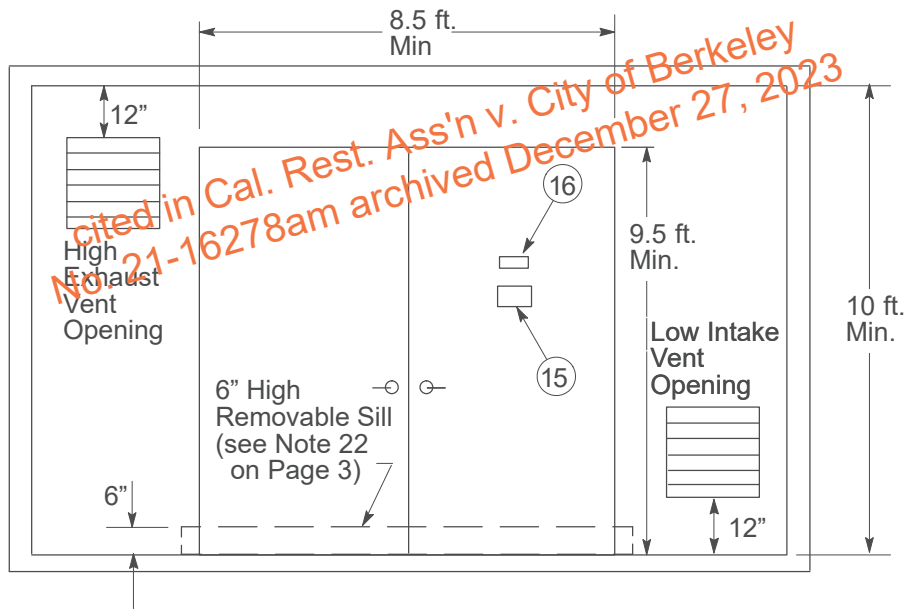 8.5 ft.
Min
cited in Cal. Rest. Ass'n v. City of Berkeley
No. 21-16278am archived December 27, 2023
12”
16
High
Exhaust
Vent
Opening
9.5 ft.
Min.
10 ft.
Min.
Low Intake
Vent
Opening
15
6” High
Removable Sill
(see Note 22
on Page 3)
6”
12”